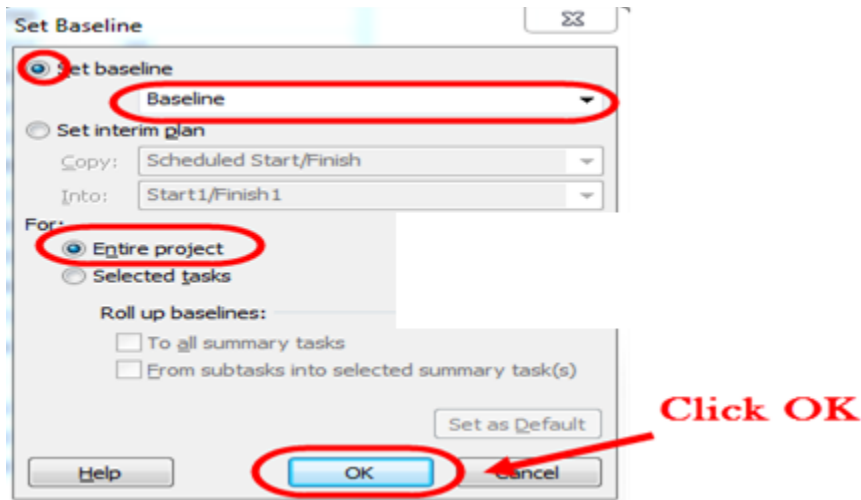 Set Baseline
Set baseline
Baseline
Set interim plan
Copy: Scheduled Start/Finish
Into: Start1/Finish1
For:
Entire project
Selected tasks
Roll up baselines:
To all summary tasks
From subtasks into selected summary task(s)
Set as Default
Click OK
Help OK Cancel